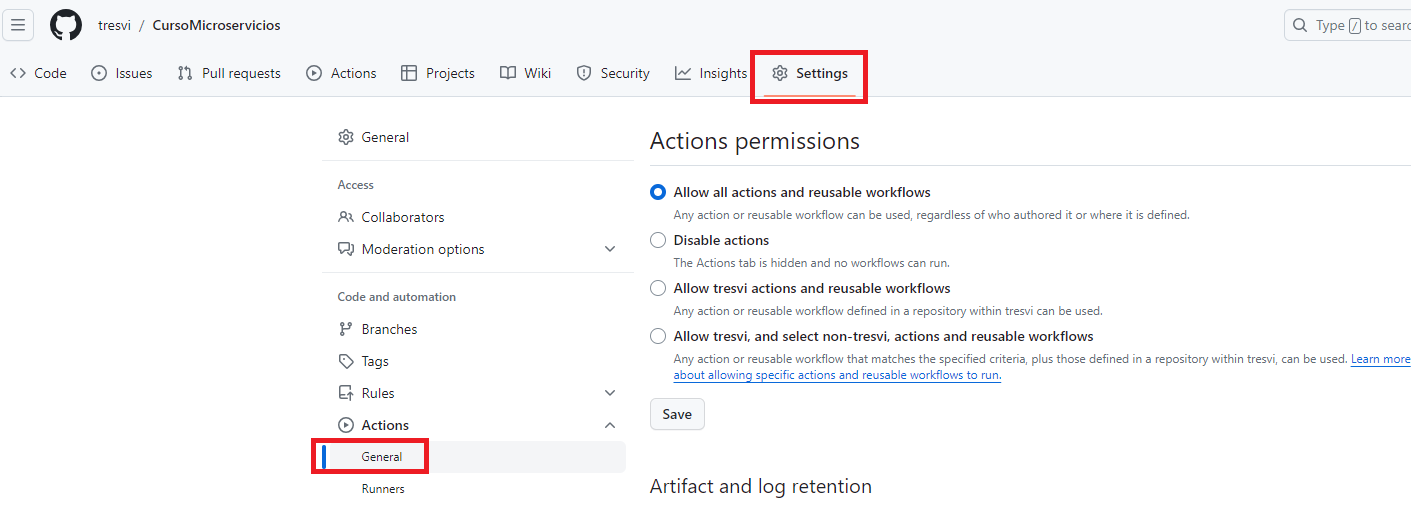 tresvi / CursoMicroservicios
Type / to searc
Code Issues Pull requests Actions Projects Wiki Security Insights Settings
General
Access
Collaborators
Moderation options
Code and automation
Branches
Tags
Rules
Actions
General
Runners
Actions permissions
Allow all actions and reusable workflows
Any action or reusable workflow can be used, regardless of who authored it or where it is defined.
Disable actions
The Actions tab is hidden and no workflows can run.
Allow tresvi actions and reusable workflows
Any action or reusable workflow defined in a repository within tresvi can be used.
Allow tresvi, and select non-tresvi, actions and reusable workflows
Any action or reusable workflow that matches the specified criteria, plus those defined in a repository within tresvi, can be used. Learn more
about allowing specific actions and reusable workflows to run.
Save
Artifact and log retention